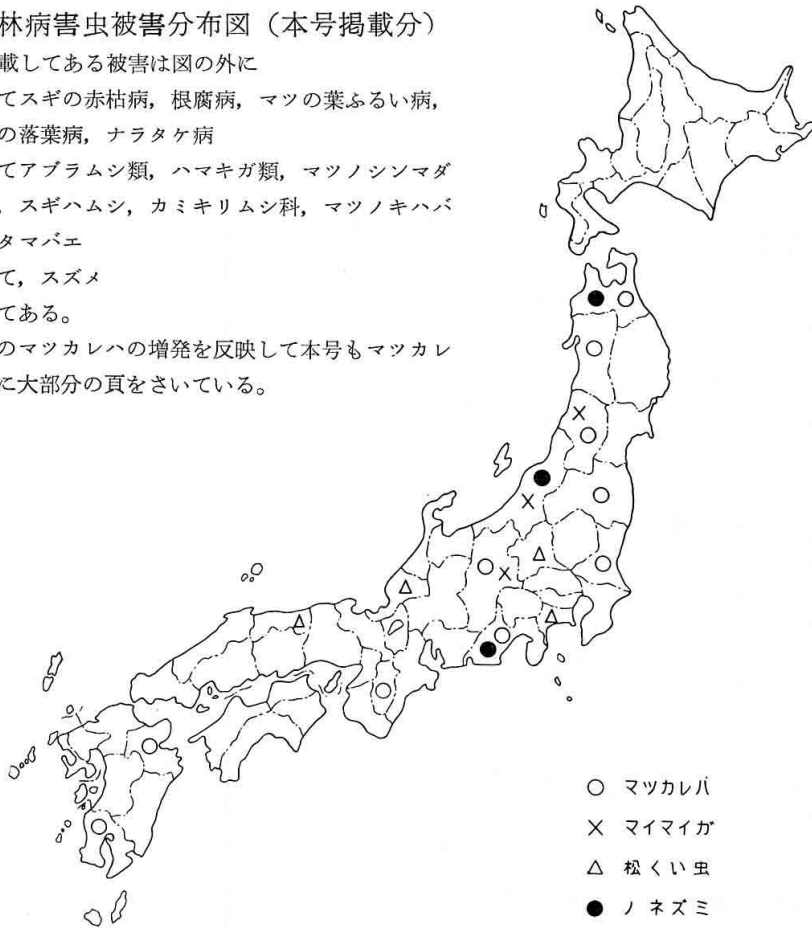 林病害虫被害分布図（本号掲載分）
載してある被害は図の外に
てスギの赤枯病，根腐病，マツの葉ふるい病，
の落葉病，ナラタケ病
てアブラムシ類，ハマキガ類，マツノシンマダ
，スギハムシ，カミキリムシ科，マツノキハバ
タマバエ
て，スズメ
てある。
のマツカレハの増発を反映して本号もマツカレ
に大部分の頁をさいている。
○ マツカレハ
× マイマイガ
△ 松くい虫
● ノネズミ